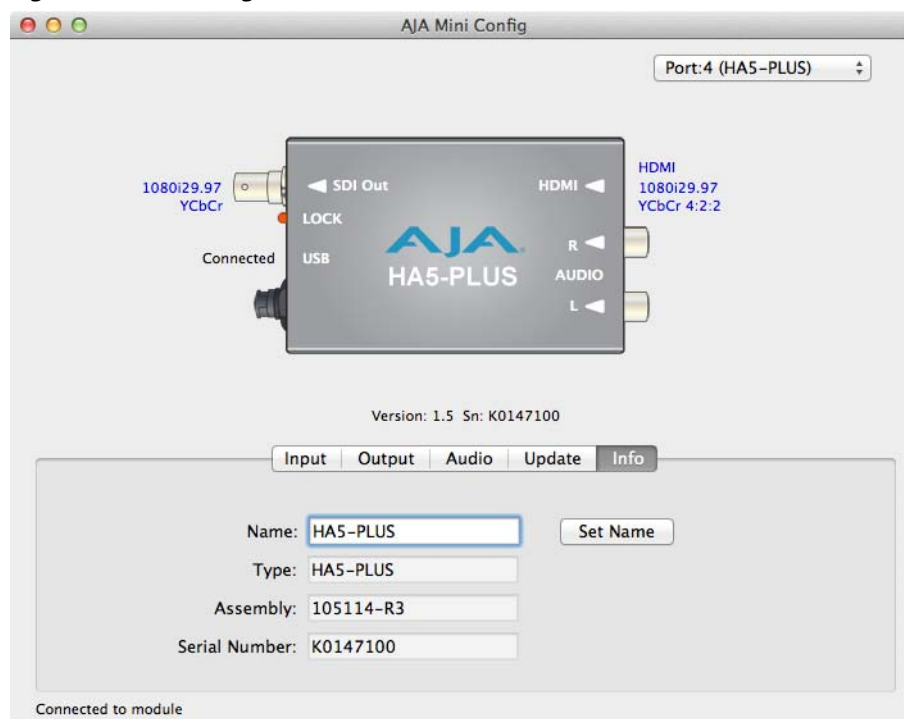 AJA Mini Config
Port:4 (HA5-PLUS)
HDMI
1080i29.97
YCbCr
SDI Out
HDMI
1080i29.97
YCbCr 4:2:2
LOCK
Connected
USB
AJA
HA5-PLUS
R
AUDIO
L
Version: 1.5 Sn: K0147100
Input
Output
Audio
Update
Info
Name: HA5-PLUS
Set Name
Type: HA5-PLUS
Assembly: 105114-R3
Serial Number: K0147100
Connected to module